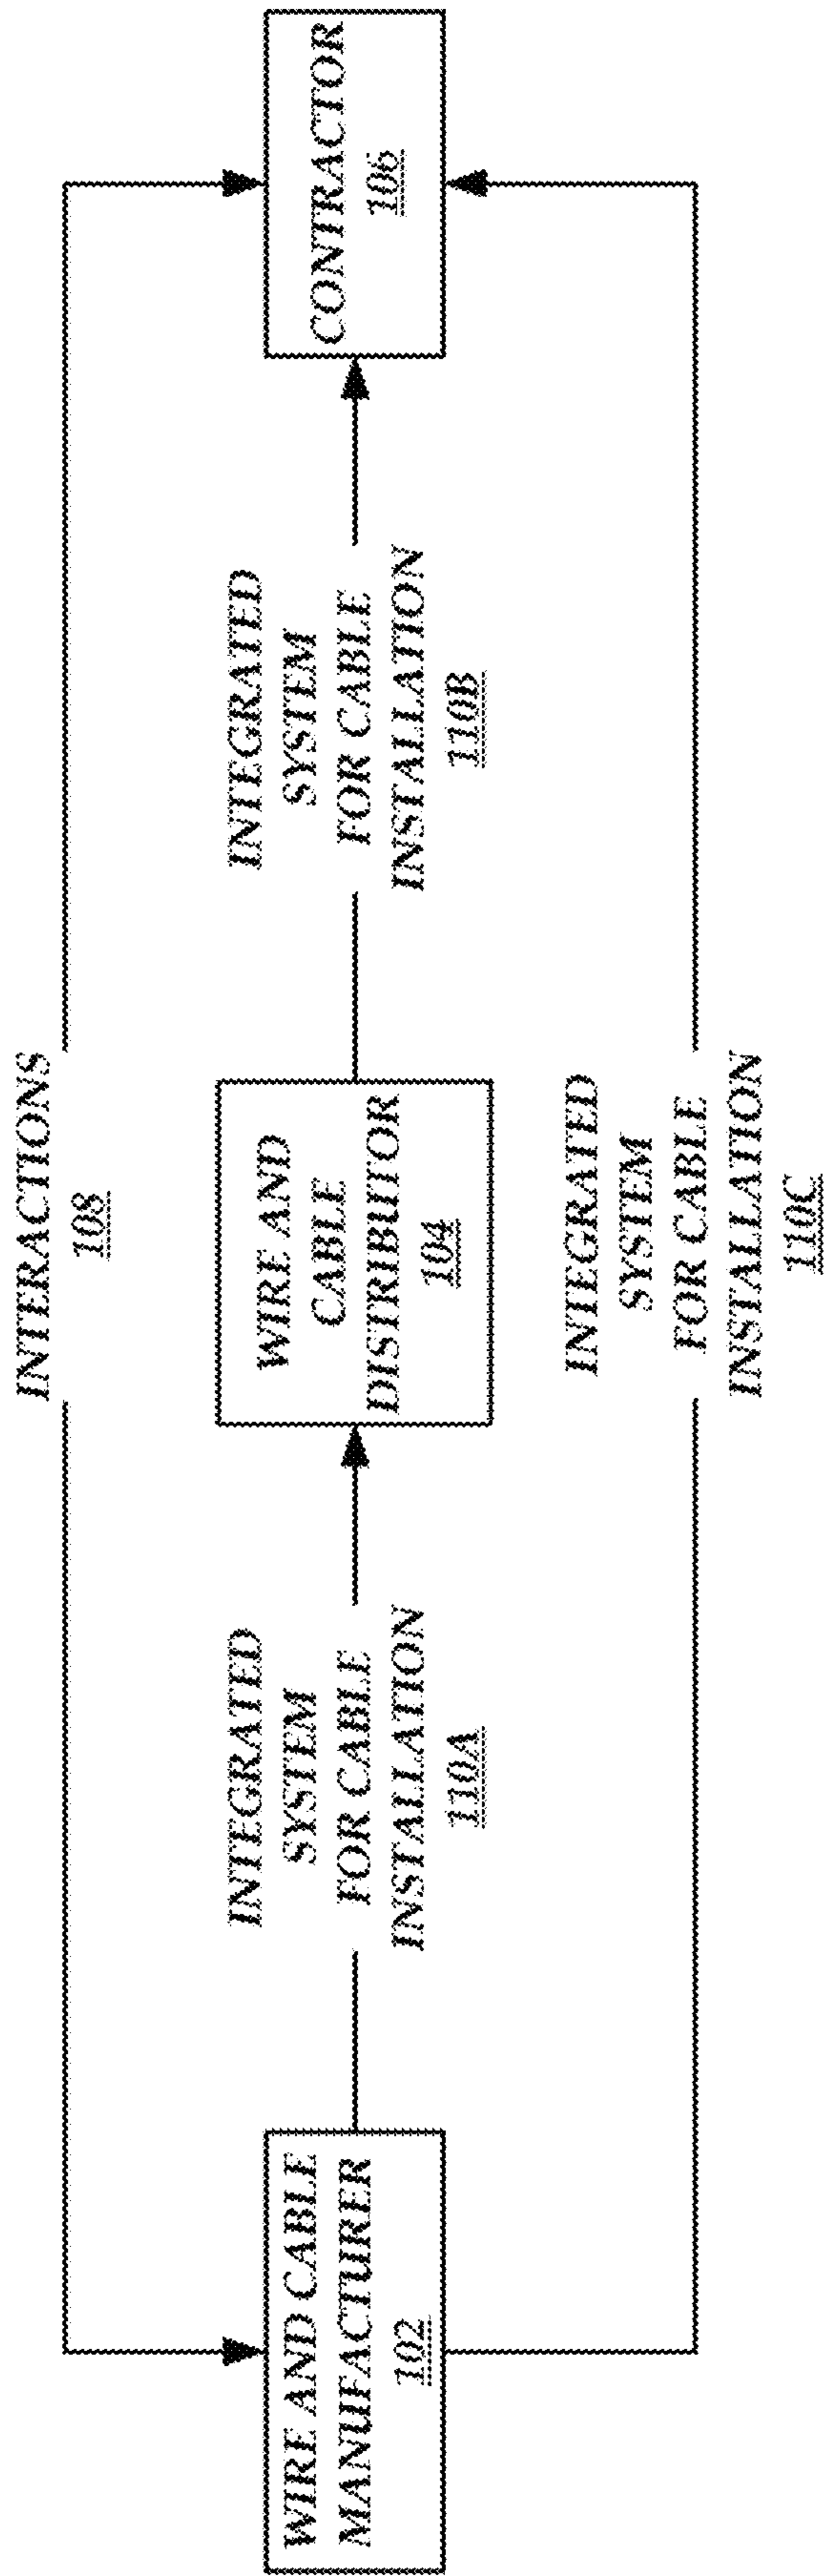 INTERACTIONS
108
WIRE AND CABLE
MANUFACTURER
102
INTEGRATED
SYSTEM
FOR CABLE
INSTALLATION
110A
WIRE AND
CABLE
DISTRIBUTOR
104
INTEGRATED
SYSTEM
FOR CABLE
INSTALLATION
110B
CONTRACTOR
106
INTEGRATED
SYSTEM
FOR CABLE
INSTALLATION
110C